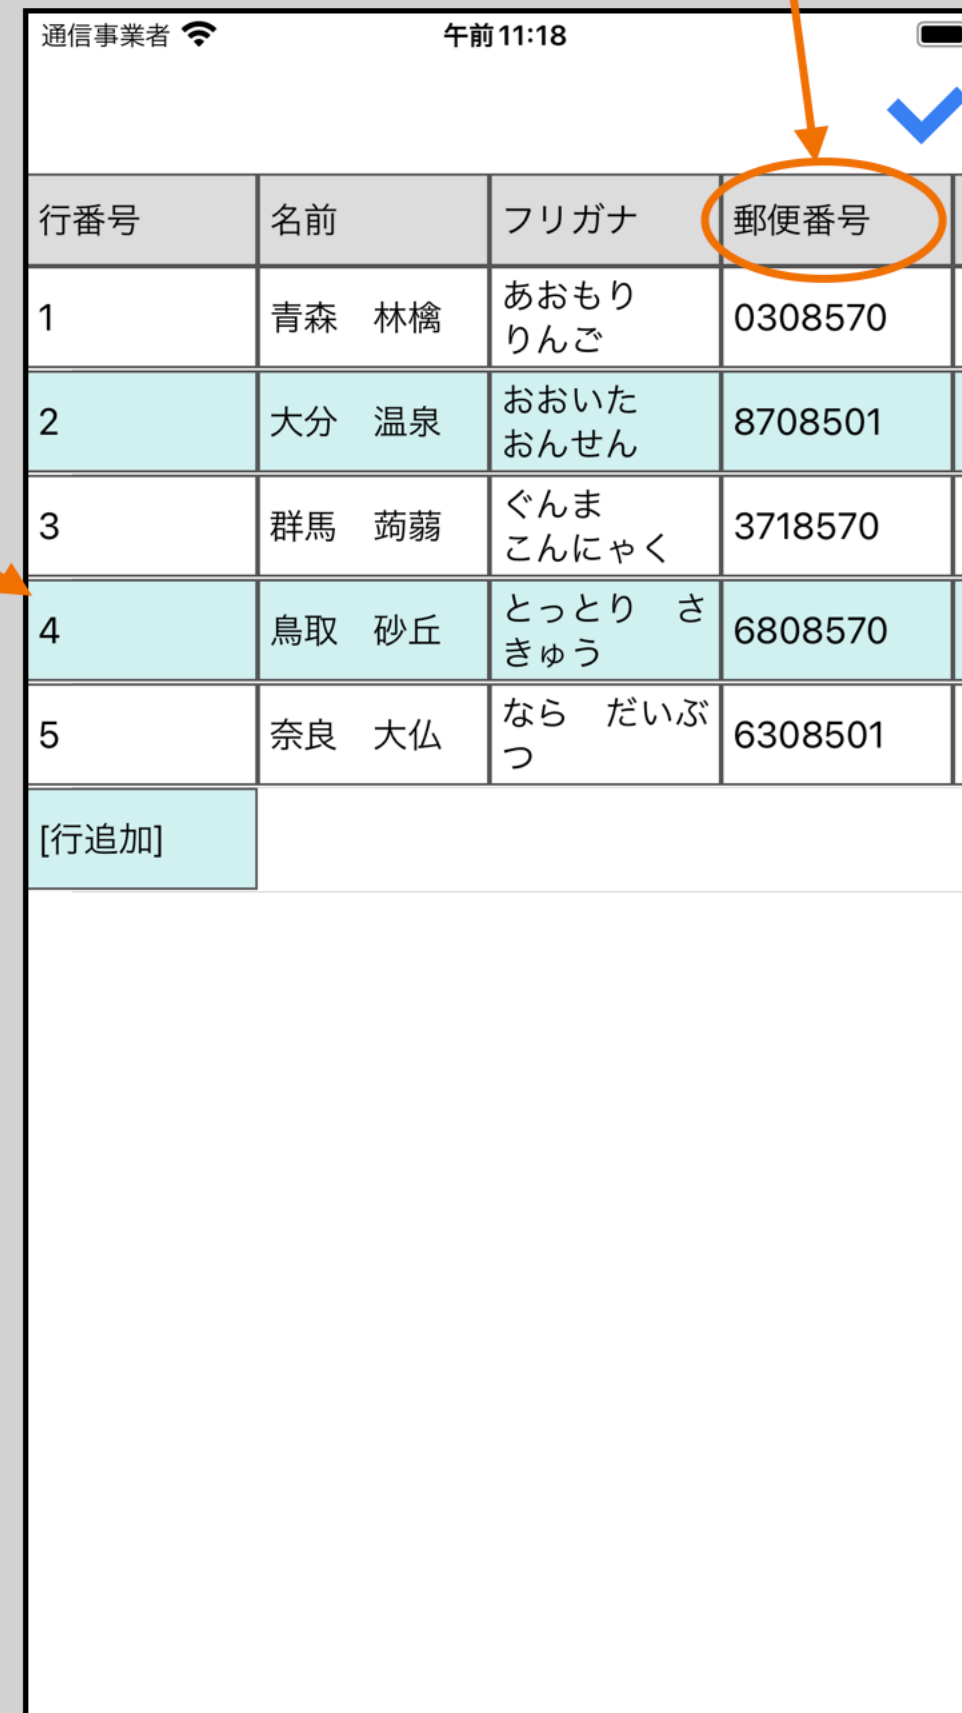 通信事業者 午前11:18
行番号 名前 フリガナ 郵便番号
1 青森　林檎 あおもり
りんご 0308570
2 大分　温泉 おおいた
おんせん 8708501
3 群馬　蒟蒻 ぐんま
こんにゃく 3718570
4 鳥取　砂丘 とっとり　さ
きゅう 6808570
5 奈良　大仏 なら　だいぶ
つ 6308501
[行追加]